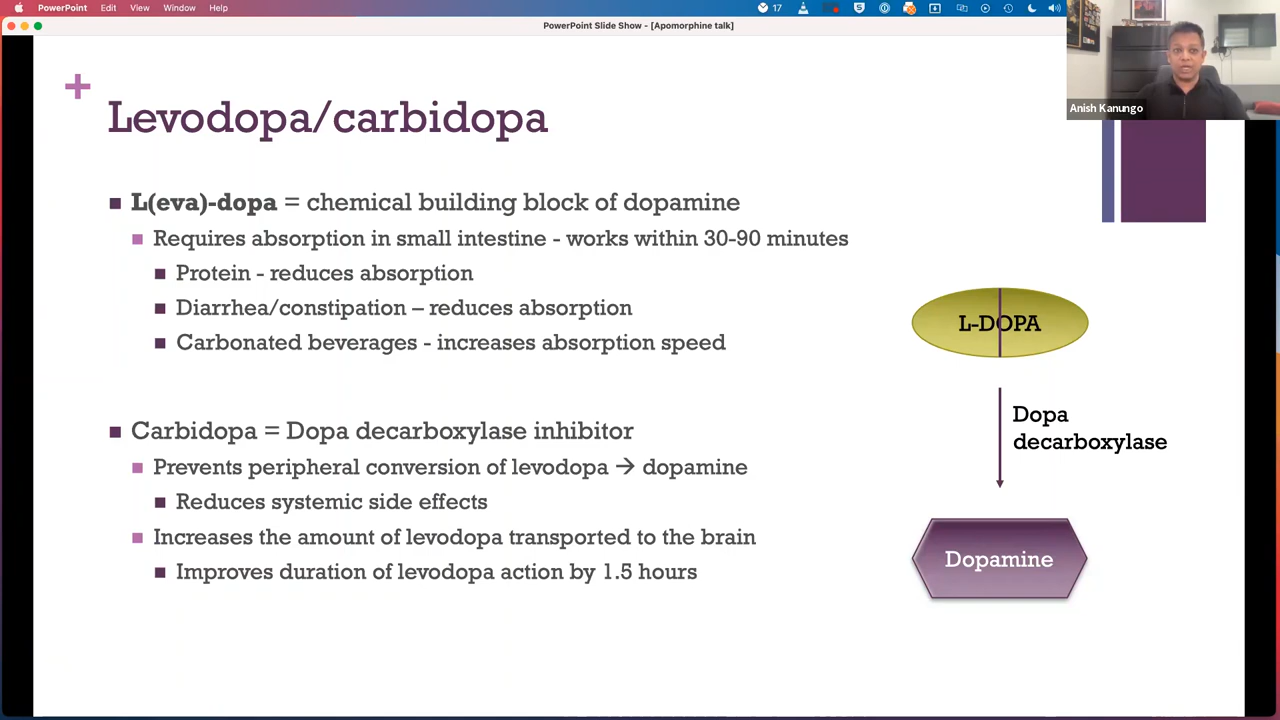 PowerPoint Edit View Window Help
17
PowerPoint Slide Show - [Apomorphine talk]
Anish Kanungo
+
Levodopa/carbidopa
L(eva)-dopa = chemical building block of dopamine
Requires absorption in small intestine - works within 30-90 minutes
Protein - reduces absorption
Diarrhea/constipation – reduces absorption
Carbonated beverages - increases absorption speed
Carbidopa = Dopa decarboxylase inhibitor
Prevents peripheral conversion of levodopa → dopamine
Reduces systemic side effects
Increases the amount of levodopa transported to the brain
Improves duration of levodopa action by 1.5 hours
L-DOPA
Dopa
decarboxylase
Dopamine